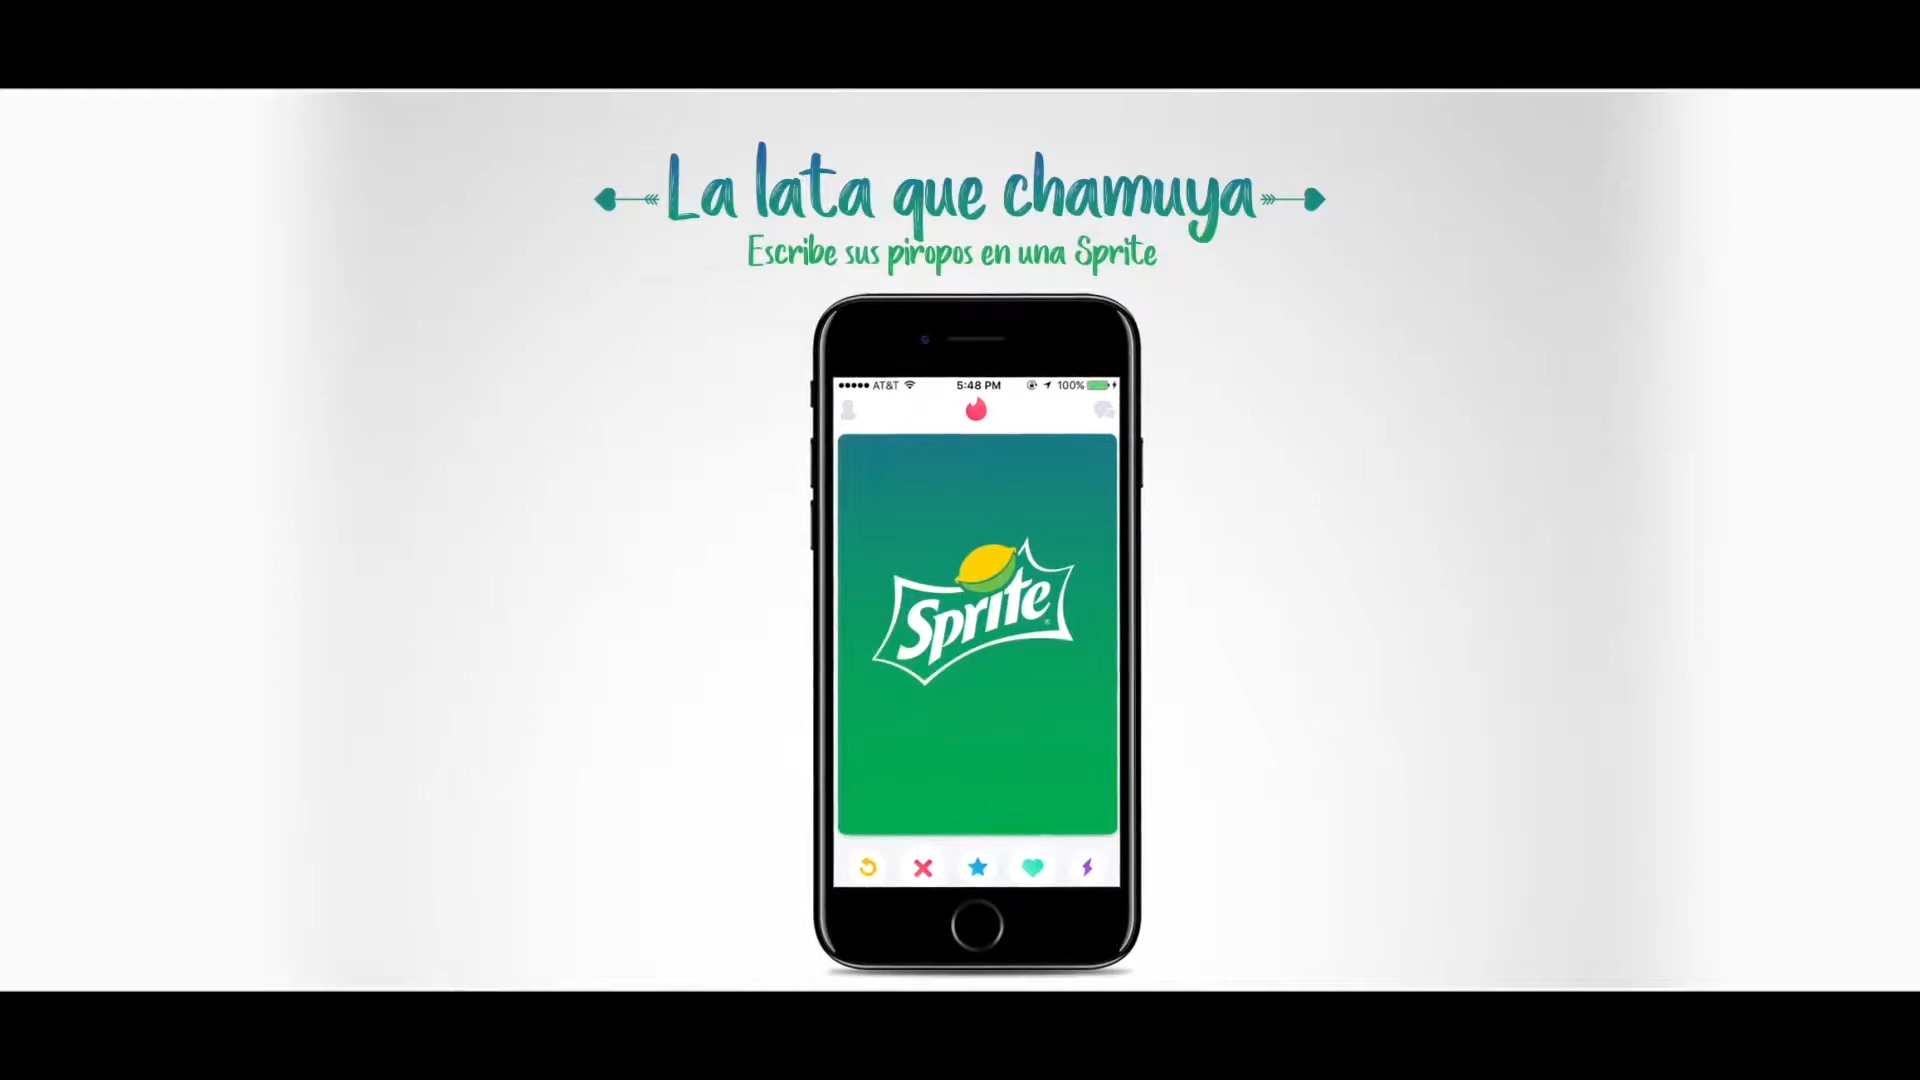 La lata que chamuya
Escribe sus piropos en una Sprite
AT&T 5:48 PM 100%
Sprite